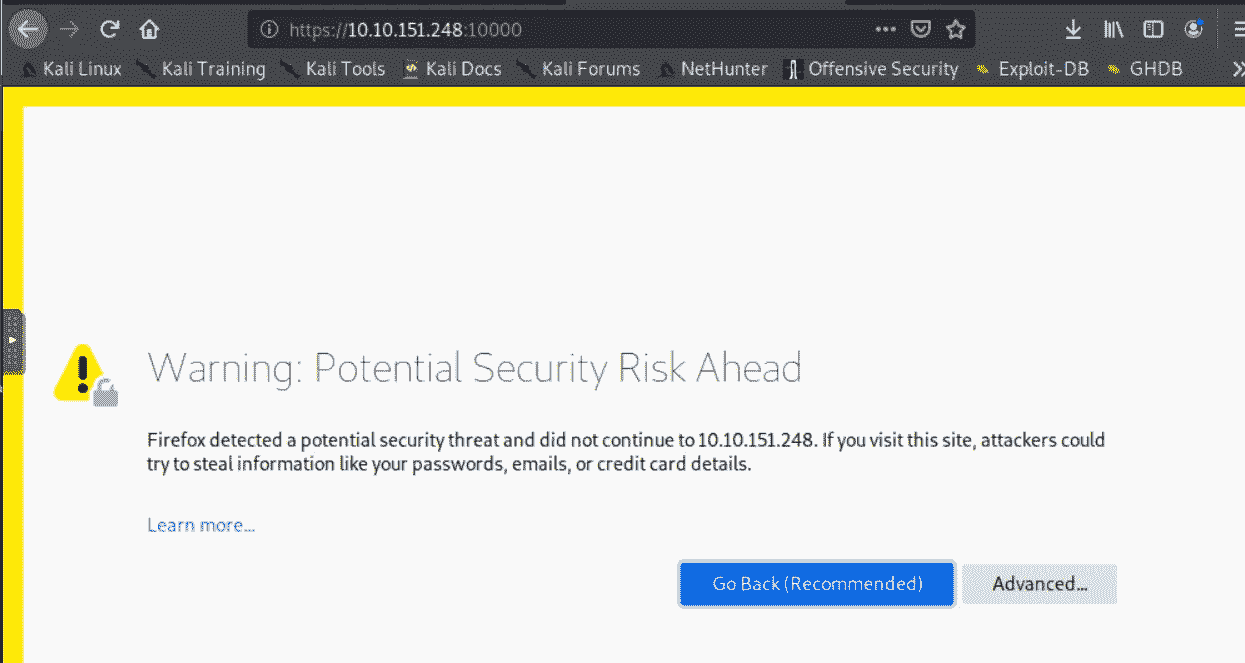 https://10.10.151.248:10000
Kali Linux Kali Training Kali Tools Kali Docs Kali Forums NetHunter Offensive Security Exploit-DB GHDB
Warning: Potential Security Risk Ahead
Firefox detected a potential security threat and did not continue to 10.10.151.248. If you visit this site, attackers could
try to steal information like your passwords, emails, or credit card details.
Learn more...
Go Back (Recommended) Advanced...